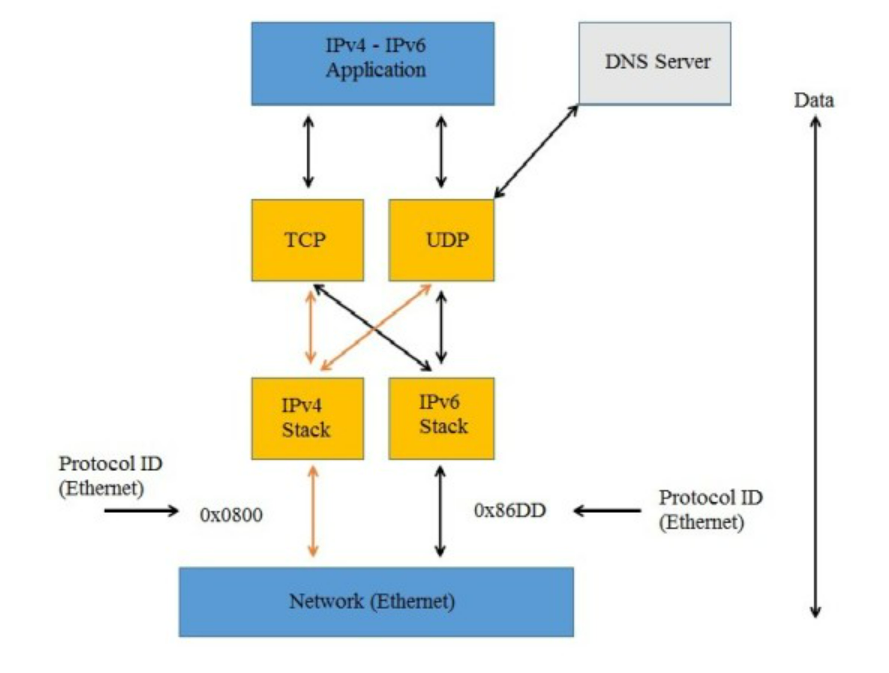 IPv4 - IPv6
Application
DNS Server
Data
TCP
UDP
IPv4
Stack
IPv6
Stack
Protocol ID
(Ethernet)
0x0800
0x86DD
Protocol ID
(Ethernet)
Network (Ethernet)